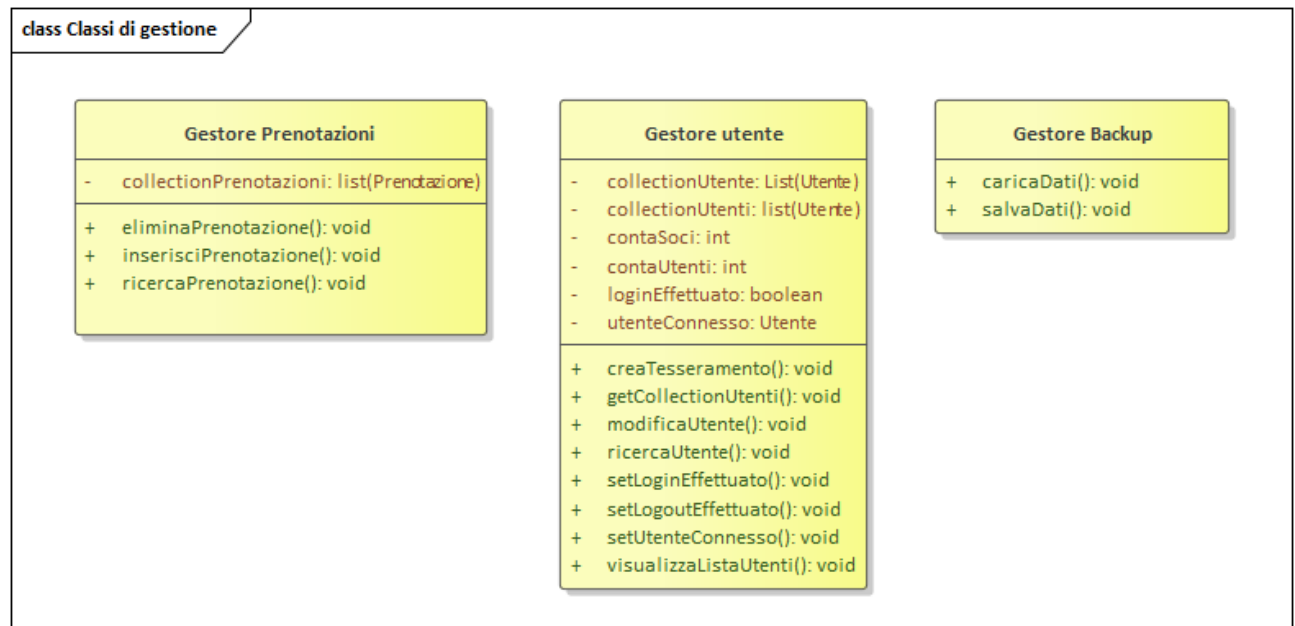 class Classi di gestione
Gestore Prenotazioni
- collectionPrenotazioni: list(Prenotazione)
+ eliminaPrenotazione(): void
+ inserisciPrenotazione(): void
+ ricercaPrenotazione(): void
Gestore utente
- collectionUtente: List(Utente)
- collectionUtenti: list(Utente)
- contaSoci: int
- contaUtenti: int
- loginEffettuato: boolean
- utenteConnesso: Utente
+ creaTesseramento(): void
+ getCollectionUtenti(): void
+ modificaUtente(): void
+ ricercaUtente(): void
+ setLoginEffettuato(): void
+ setLogoutEffettuato(): void
+ setUtenteConnesso(): void
+ visualizzaListaUtenti(): void
Gestore Backup
+ caricaDati(): void
+ salvaDati(): void